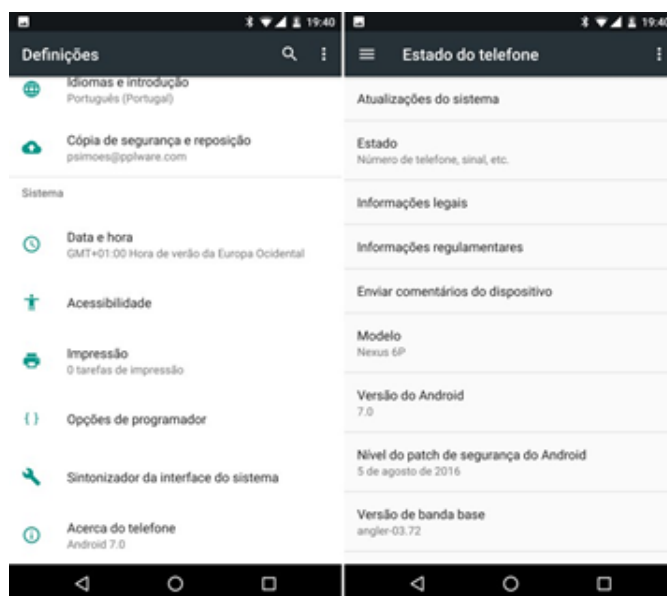 19:40
Definições
Idiomas e introdução
Português (Portugal)
Cópia de segurança e reposição
psimoes@pplware.com
Sistema
Data e hora
GMT+01:00 Hora de verão da Europa Ocidental
Acessibilidade
Impressão
0 tarefas de impressão
Opções de programador
Sintonizador da interface do sistema
Acerca do telefone
Android 7.0
19:40
Estado do telefone
Atualizações do sistema
Estado
Número de telefone, sinal, etc.
Informações legais
Informações regulamentares
Enviar comentários do dispositivo
Modelo
Nexus 6P
Versão do Android
7.0
Nível do patch de segurança do Android
5 de agosto de 2016
Versão de banda base
angler-03.72